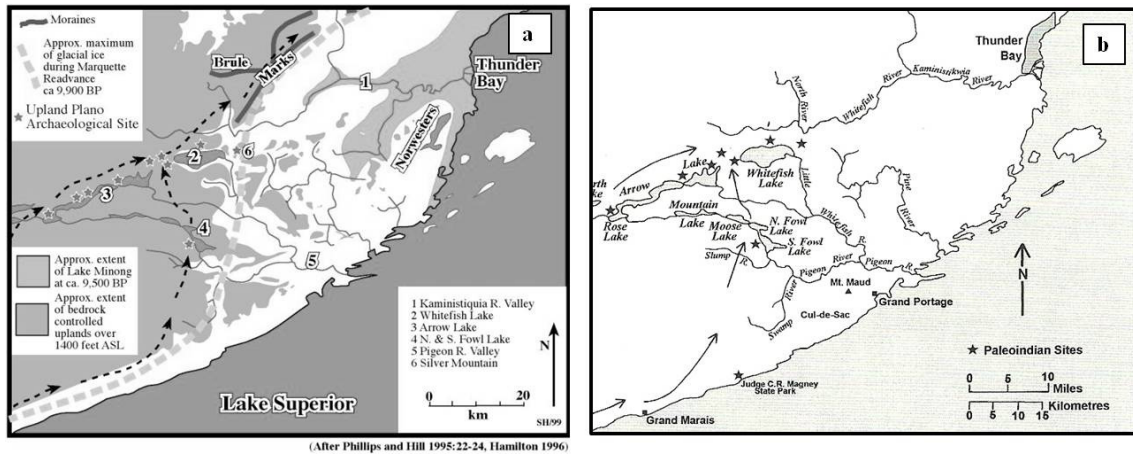 Moraines
Approx. maximum
of glacial ice
during Marquette
Readvance
ca 9,900 BP
Upland Plano
Archaeological Site
Brule
Marks
a
Thunder
Bay
1
Norwesters
2
6
3
4
5
Approx. extent
of Lake Minong
at ca. 9,500 BP
Approx. extent
of bedrock
controlled
uplands over
1400 feet ASL
1 Kaministiquia R. Valley
2 Whitefish Lake
3 Arrow Lake
4 N. & S. Fowl Lake
5 Pigeon R. Valley
6 Silver Mountain
N
0 20
km
SH/99
Lake Superior
(After Phillips and Hill 1995:22-24, Hamilton 1996)
b
Thunder
Bay
Kaministikwia
River
River
Whitefish
North
River
Lake
Arrow
Whitefish
Lake
Little
Whitefish
R.
Pine
River
Rose
Lake
Mountain
Lake
Moose
Lake
N. Fowl
Lake
S. Fowl
Lake
Stump
R.
Pigeon
River
Pigeon
R.
Mt. Maud
Grand Portage
Cul-de-Sac
Swamp
River
N
Paleoindian Sites
Judge C.R. Magney
State Park
Grand Marais
0 5 10
Miles
0 5 10 15
Kilometres